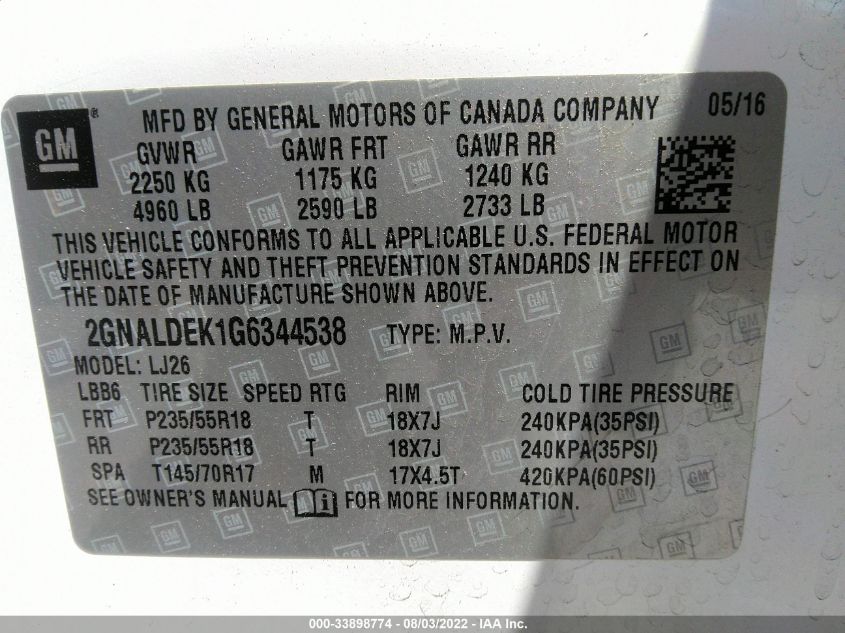 GM ® MFD BY GENERAL MOTORS OF CANADA COMPANY 05/16
GVWR GAWR FRT GAWR RR
2250 KG 1175 KG 1240 KG
4960 LB 2590 LB 2733 LB
THIS VEHICLE CONFORMS TO ALL APPLICABLE U.S. FEDERAL MOTOR
VEHICLE SAFETY AND THEFT PREVENTION STANDARDS IN EFFECT ON
THE DATE OF MANUFACTURE SHOWN ABOVE.
2GNALDEK1G6344538 TYPE: M.P.V.
MODEL: LJ26
LBB6 TIRE SIZE SPEED RTG RIM COLD TIRE PRESSURE
FRT P235/55R18 T 18X7J 240KPA(35PSI)
RR P235/55R18 T 18X7J 240KPA(35PSI)
SPA T145/70R17 M 17X4.5T 420KPA(60PSI)
SEE OWNER'S MANUAL i FOR MORE INFORMATION.
000-33898774 - 08/03/2022 - IAA Inc.